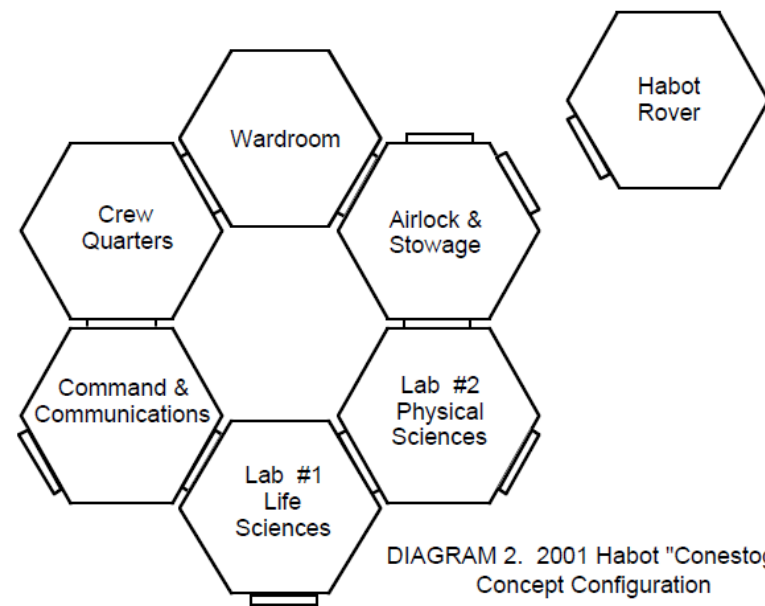 Wardroom
Habot
Rover
Crew
Quarters
Airlock &
Stowage
Command &
Communications
Lab #2
Physical
Sciences
Lab #1
Life
Sciences
DIAGRAM 2. 2001 Habot "Conestog
Concept Configuration